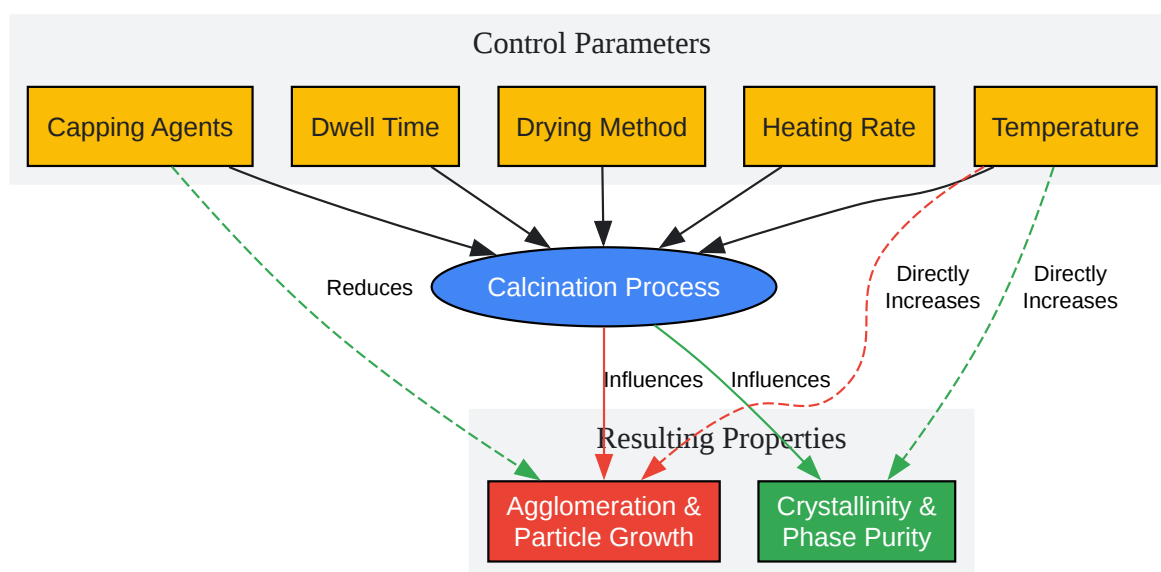 Control Parameters
Capping Agents
Dwell Time
Drying Method
Heating Rate
Temperature
Reduces
Calcination Process
Directly
Increases
Directly
Increases
Influences
Influences
Resulting Properties
Agglomeration &
Particle Growth
Crystallinity &
Phase Purity